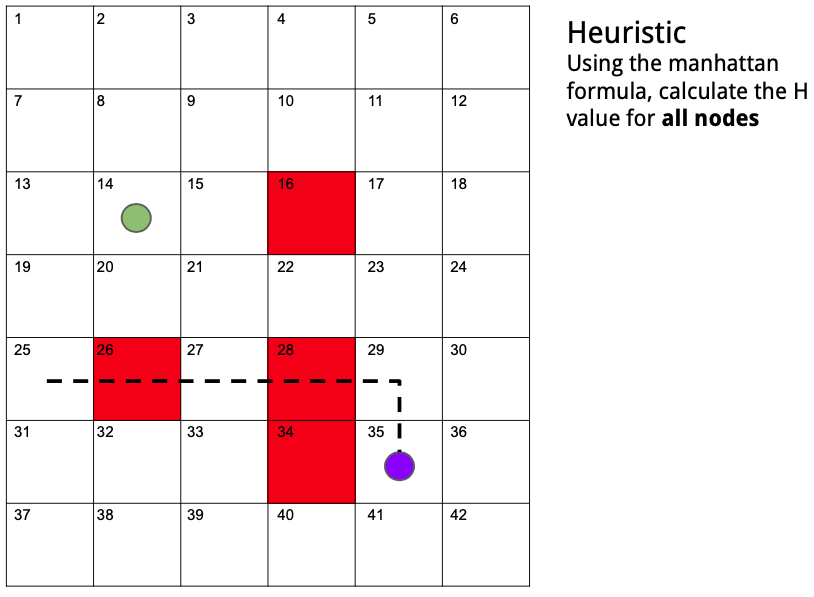 1 2 3 4 5 6
Heuristic
Using the manhattan
formula, calculate the H
value for all nodes
7 8 9 10 11 12
13 14 15 16 17 18
19 20 21 22 23 24
25 26 27 28 29 30
31 32 33 34 35 36
37 38 39 40 41 42